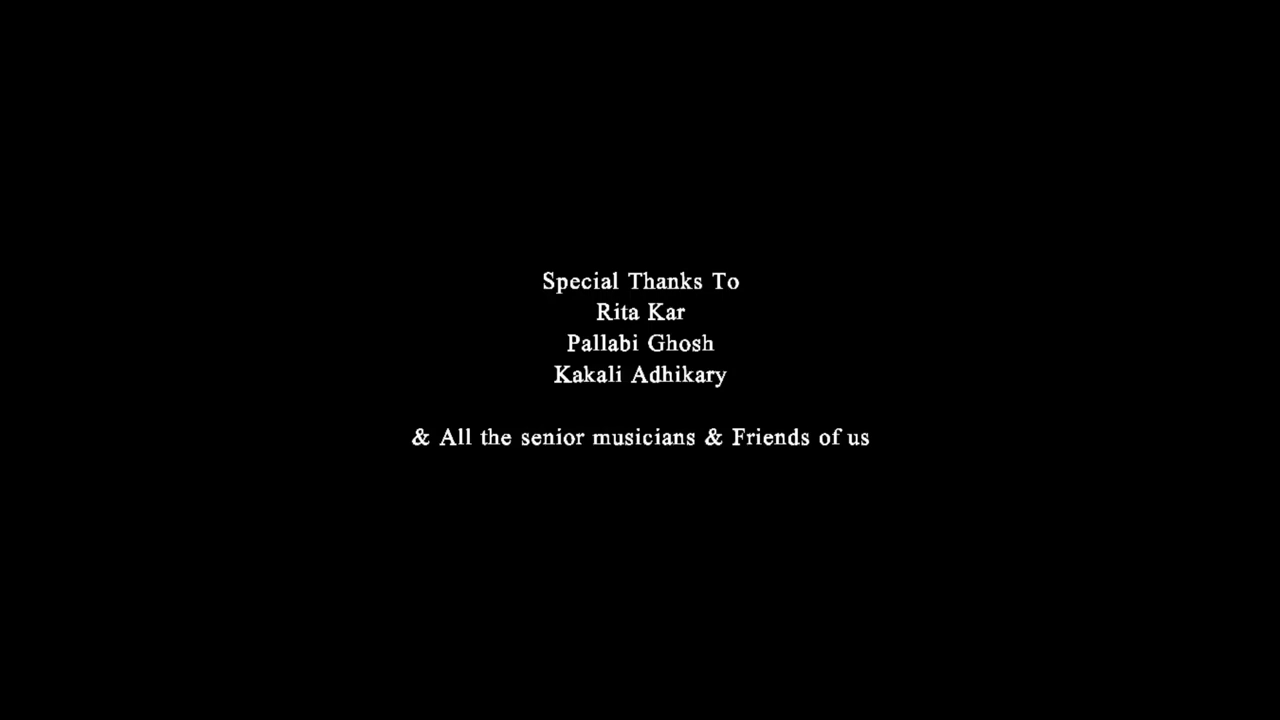 Special Thanks To
Rita Kar
Pallabi Ghosh
Kakali Adhikary
& All the senior musicians & Friends of us